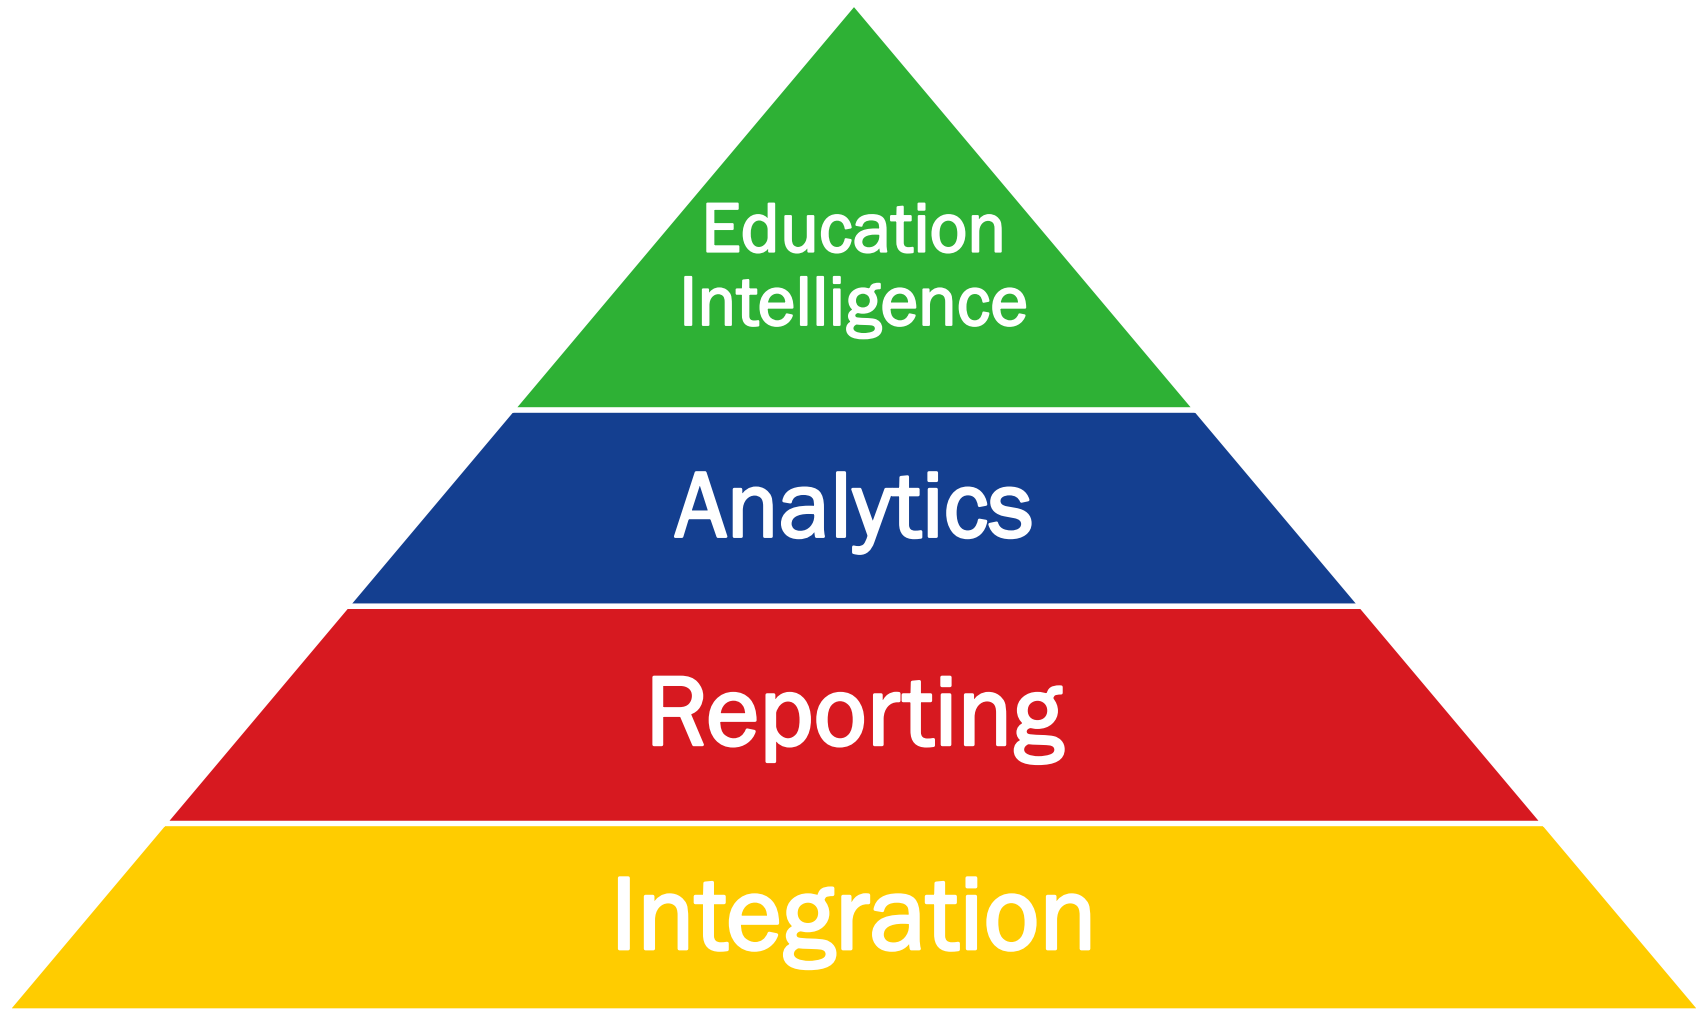 Education
Intelligence
Analytics
Reporting
Integration